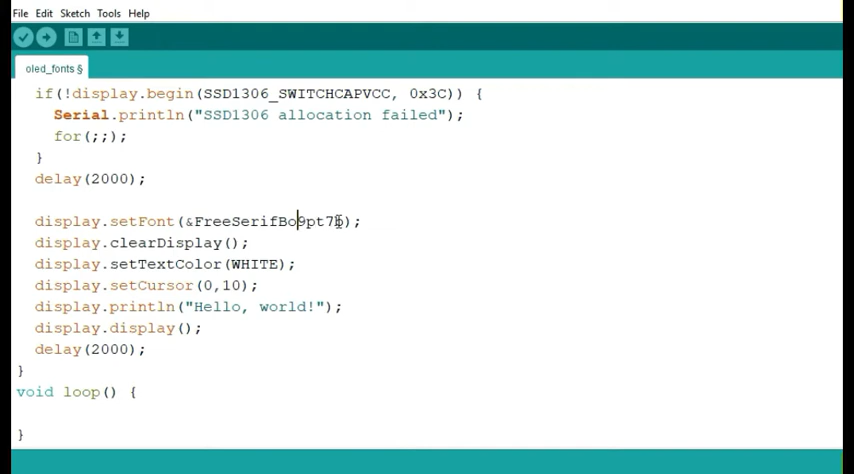 File Edit Sketch Tools Help
oled_fonts §
if(!display.begin(SSD1306_SWITCHCAPVCC, 0x3C)) {
Serial.println("SSD1306 allocation failed");
for(;;);
}
delay(2000);
display.setFont(&FreeSerifBo9pt7b);
display.clearDisplay();
display.setTextColor(WHITE);
display.setCursor(0,10);
display.println("Hello, world!");
display.display();
delay(2000);
}
void loop() {
}